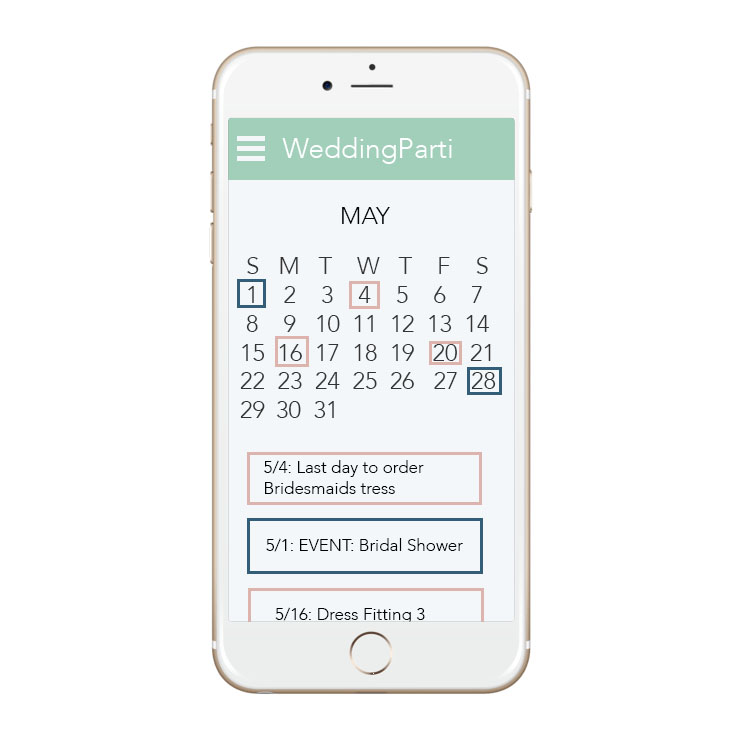 WeddingParti
MAY
S M T W T F S
1 2 3 4 5 6 7
8 9 10 11 12 13 14
15 16 17 18 19 20 21
22 23 24 25 26 27 28
29 30 31
5/4: Last day to order
Bridesmaids tress
5/1: EVENT: Bridal Shower
5/16: Dress Fitting 3